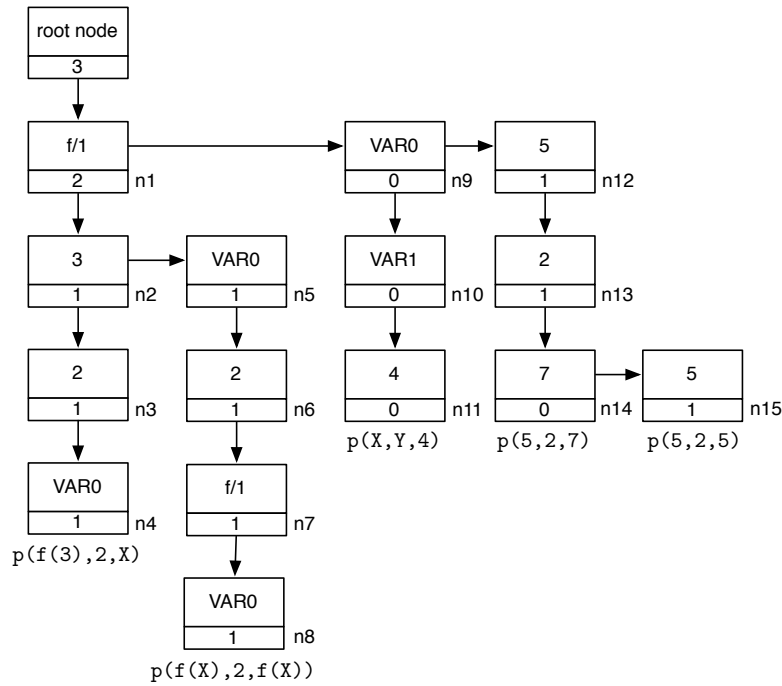 root node
3
f/1
2 n1
VAR0
0 n9
5
1 n12
3
1 n2
VAR0
1 n5
VAR1
0 n10
2
1 n13
2
1 n3
2
1 n6
4
0 n11
7
0 n14
5
1 n15
p(X,Y,4)
p(5,2,7)
p(5,2,5)
VAR0
1 n4
f/1
1 n7
p(f(3),2,X)
VAR0
1 n8
p(f(X),2,f(X))